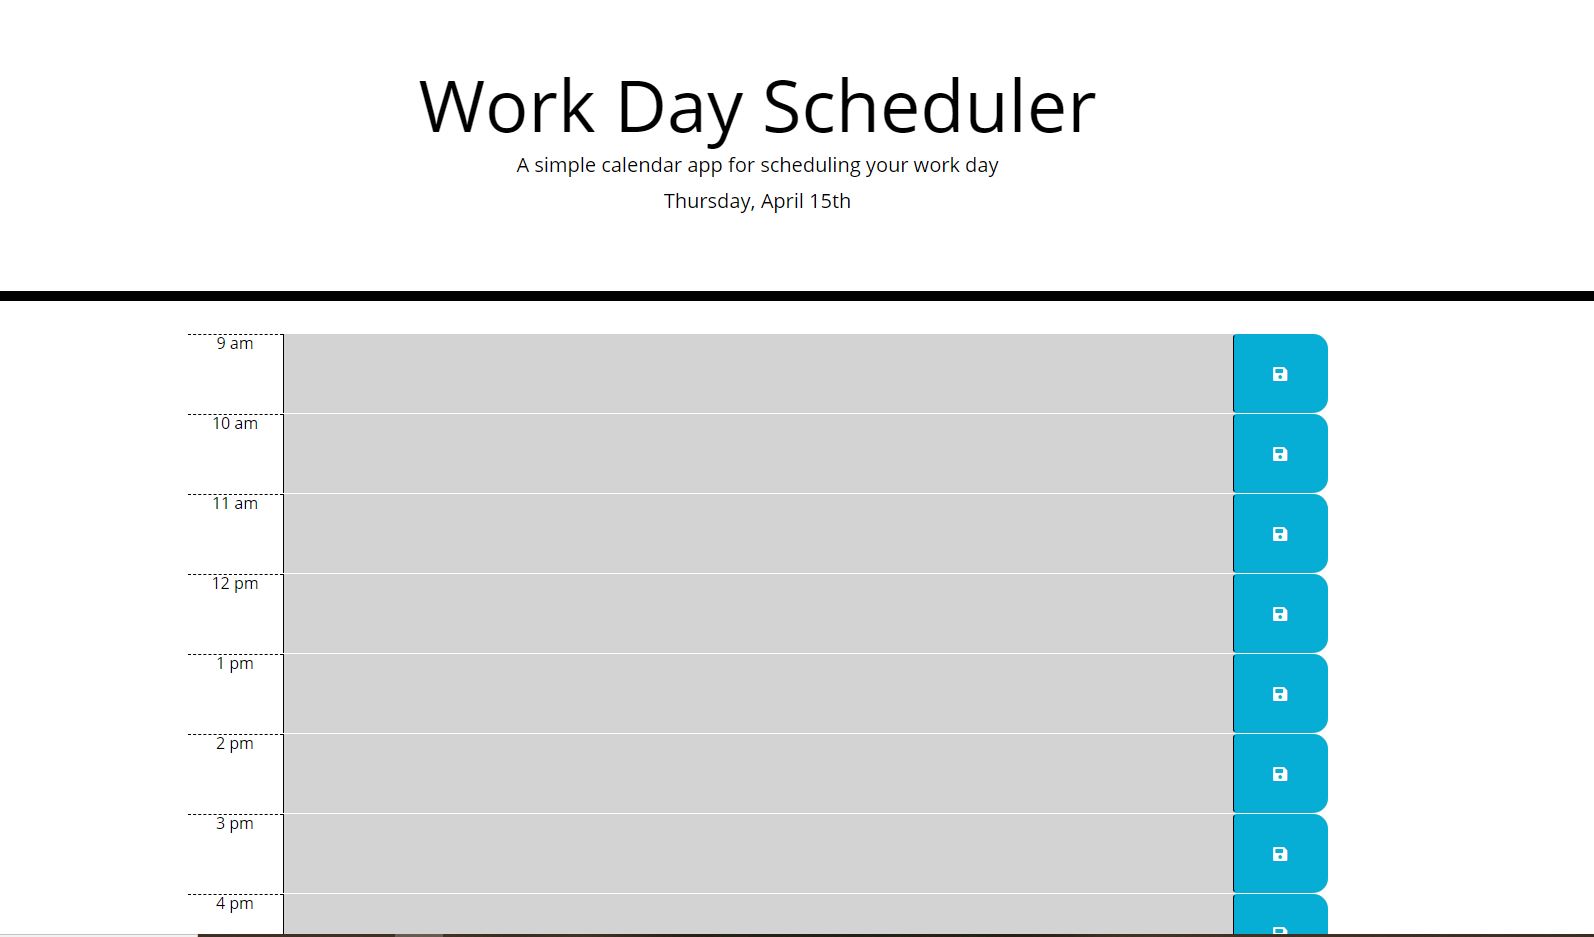 Work Day Scheduler
A simple calendar app for scheduling your work day
Thursday, April 15th
9 am
10 am
11 am
12 pm
1 pm
2 pm
3 pm
4 pm